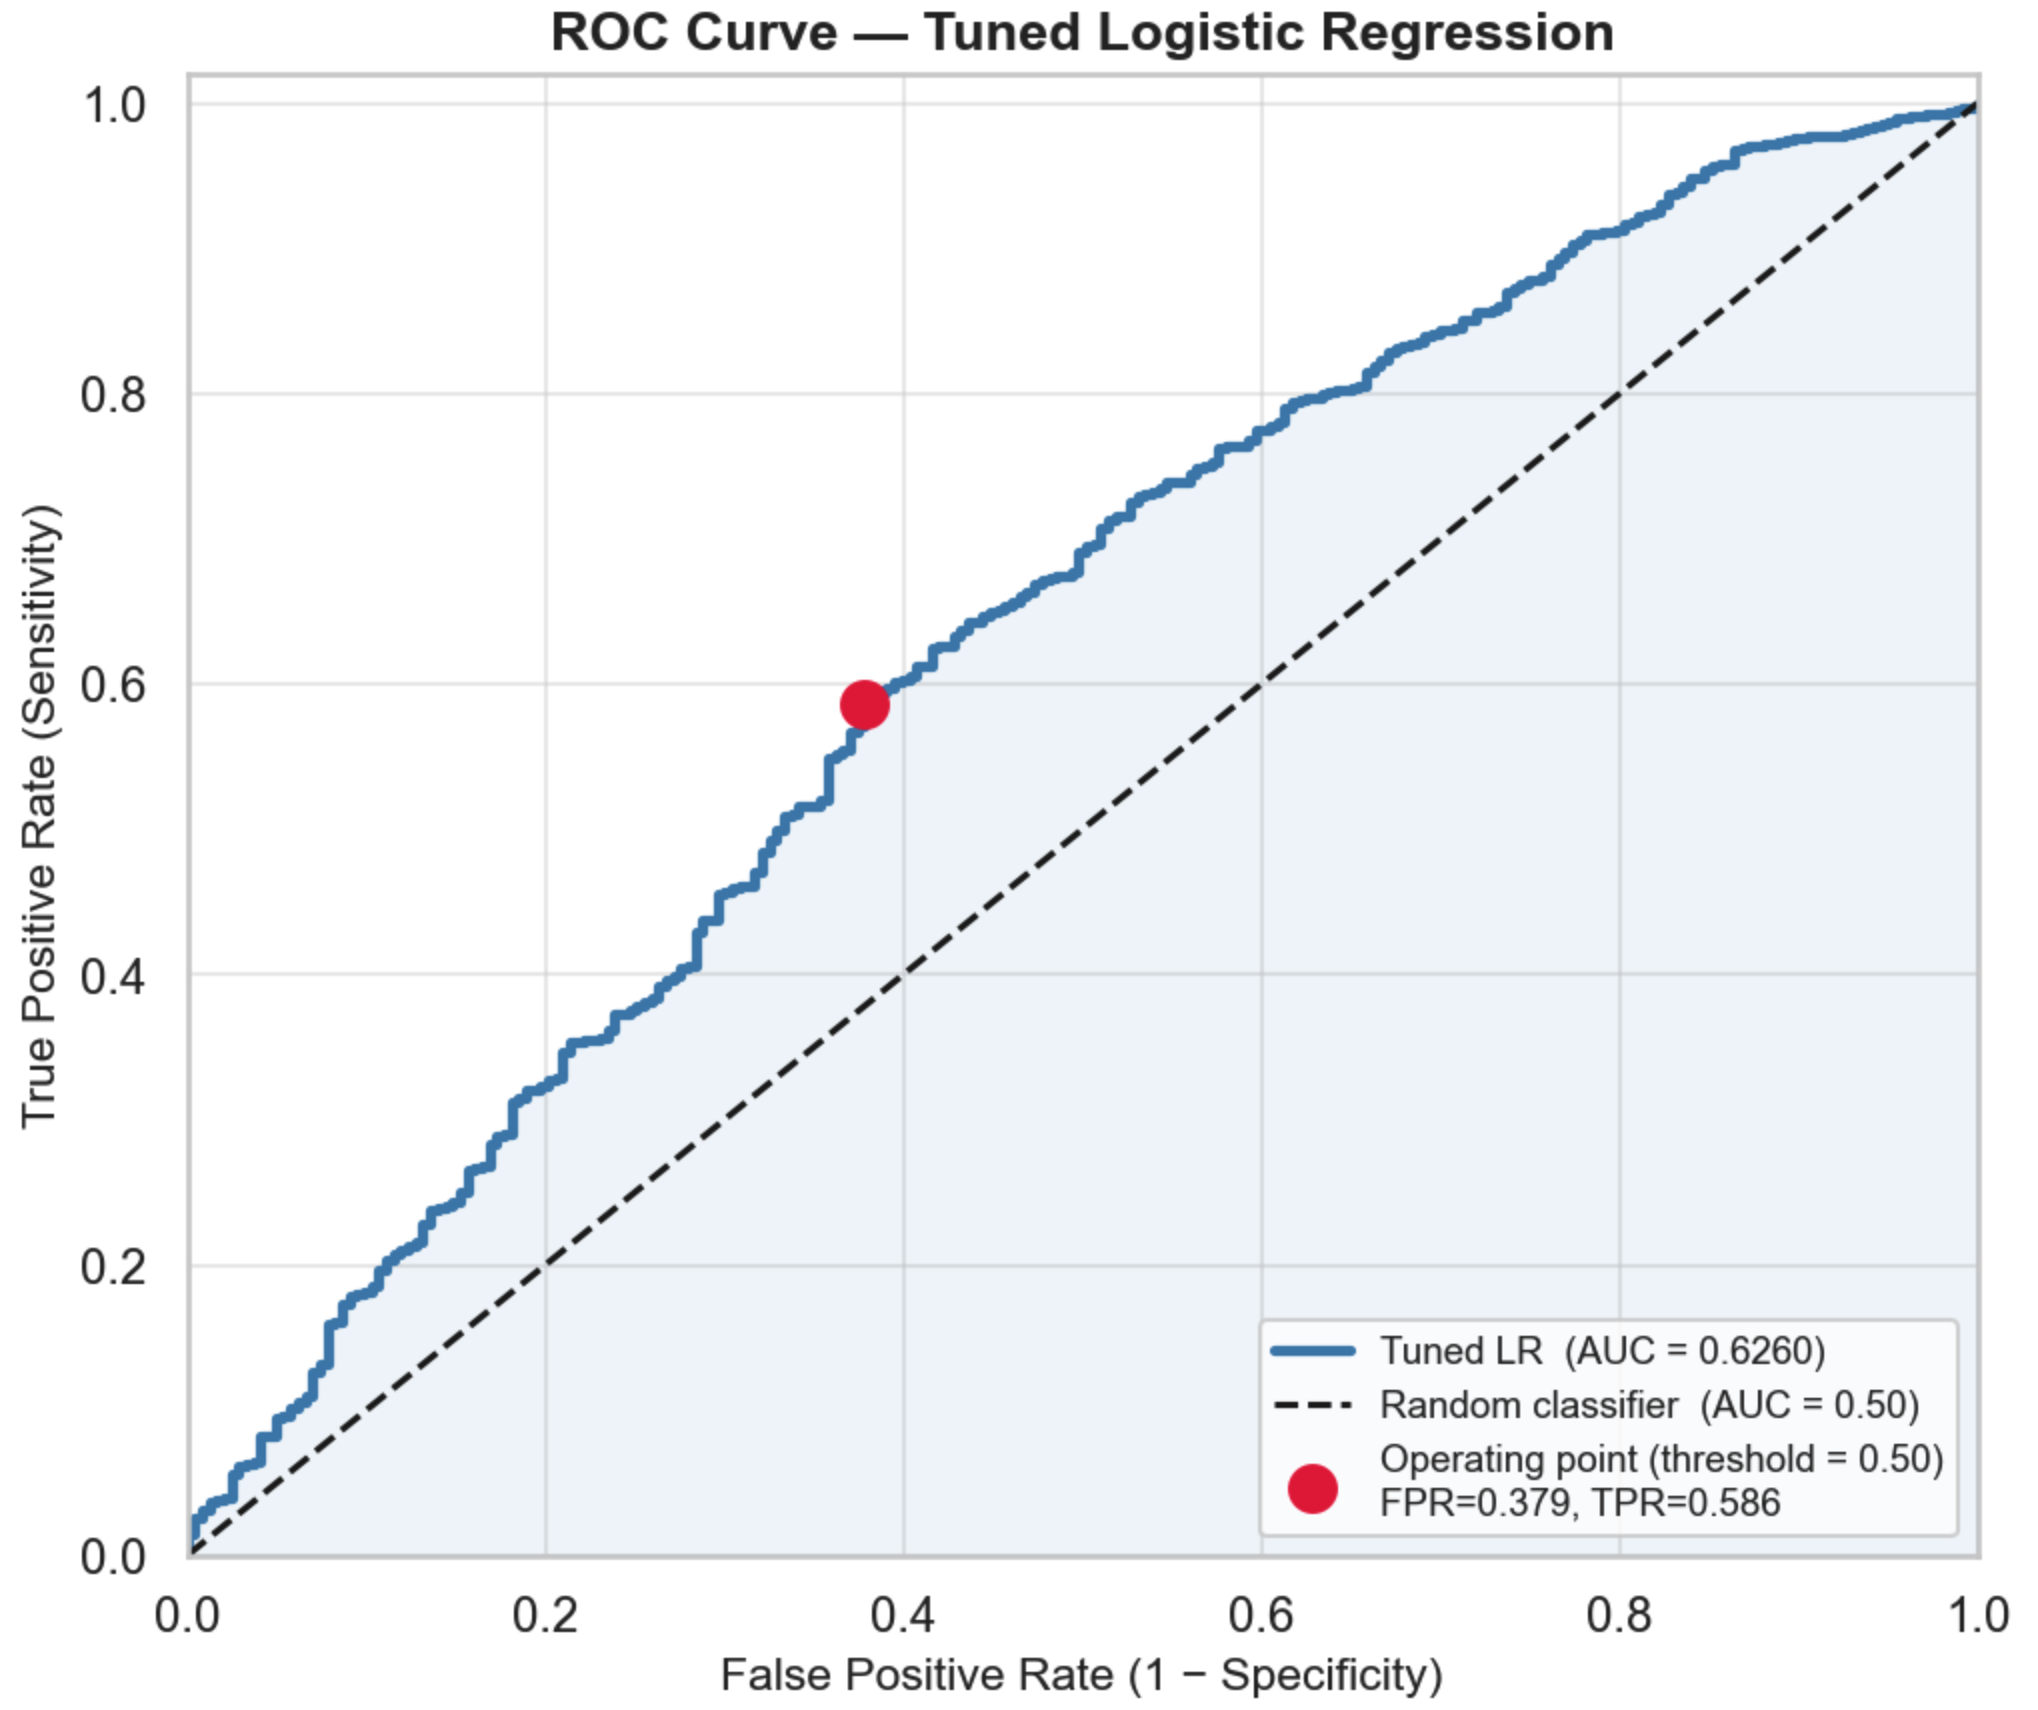 ROC Curve — Tuned Logistic Regression
True Positive Rate (Sensitivity)
1.0
0.8
0.6
0.4
0.2
0.0
Tuned LR (AUC = 0.6260)
Random classifier (AUC = 0.50)
Operating point (threshold = 0.50)
FPR=0.379, TPR=0.586
0.0 0.2 0.4 0.6 0.8 1.0
False Positive Rate (1 − Specificity)